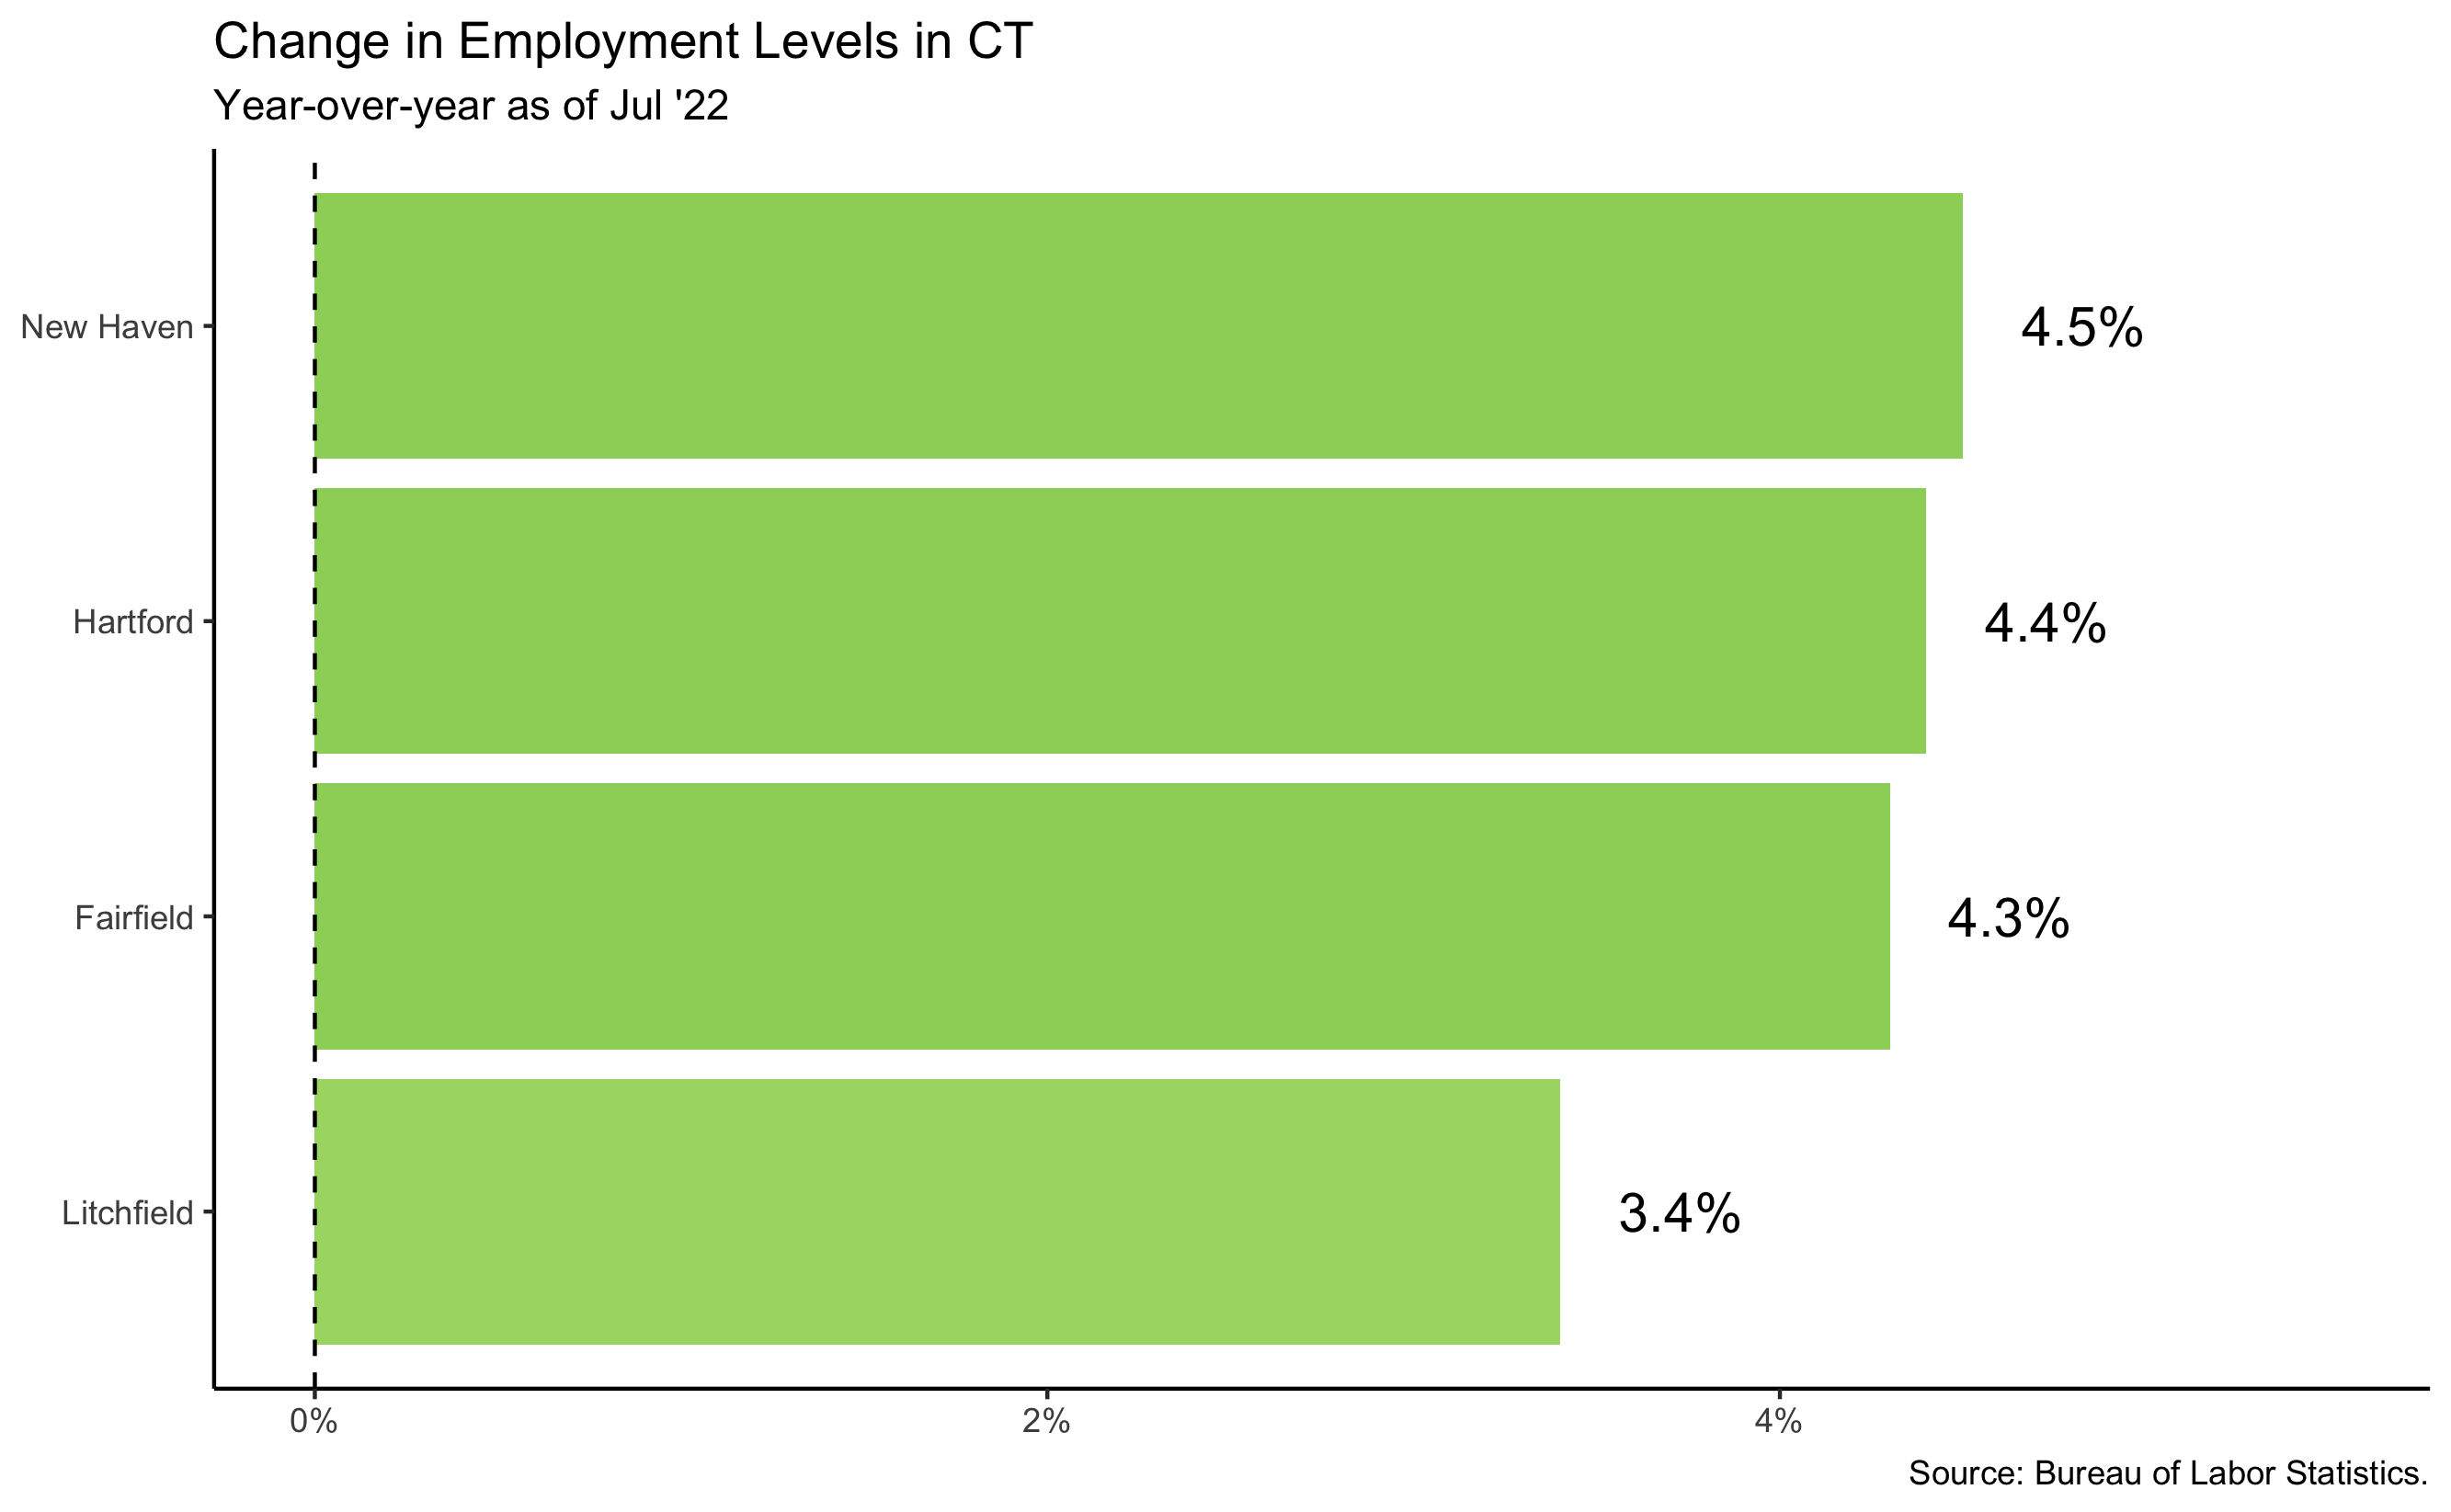 Change in Employment Levels in CT
Year-over-year as of Jul '22
New Haven
4.5%
Hartford
4.4%
Fairfield
4.3%
Litchfield
3.4%
0%
2%
4%
Source: Bureau of Labor Statistics.